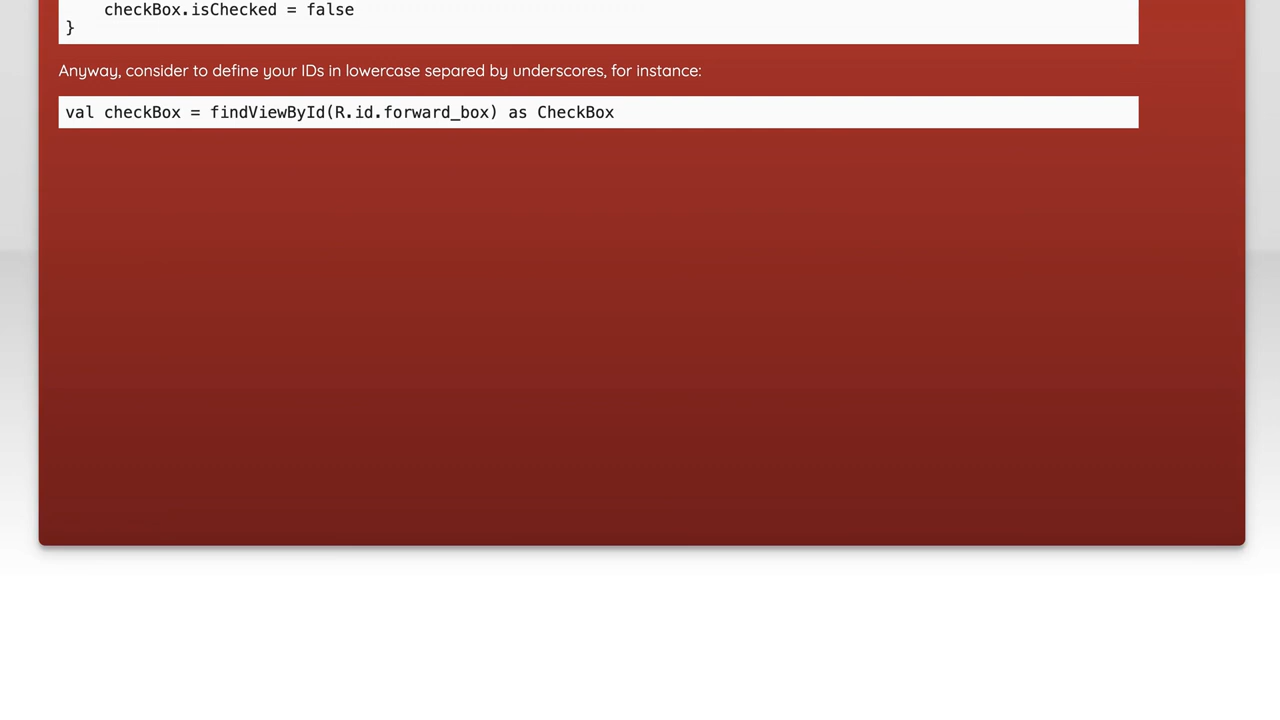 checkBox.isChecked = false
}
Anyway, consider to define your IDs in lowercase separed by underscores, for instance:
val checkBox = findViewById(R.id.forward_box) as CheckBox